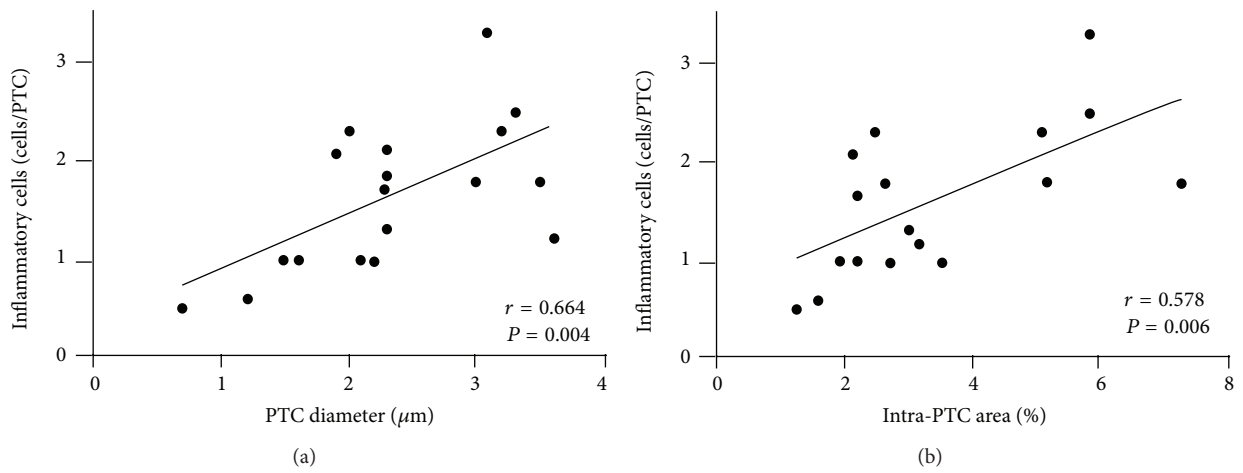 Inflammatory cells (cells/PTC)
3
2
1
0
0 1 2 3 4
PTC diameter (μm)
r = 0.664
P = 0.004
(a)
Inflammatory cells (cells/PTC)
3
2
1
0
0 2 4 6 8
Intra-PTC area (%)
r = 0.578
P = 0.006
(b)